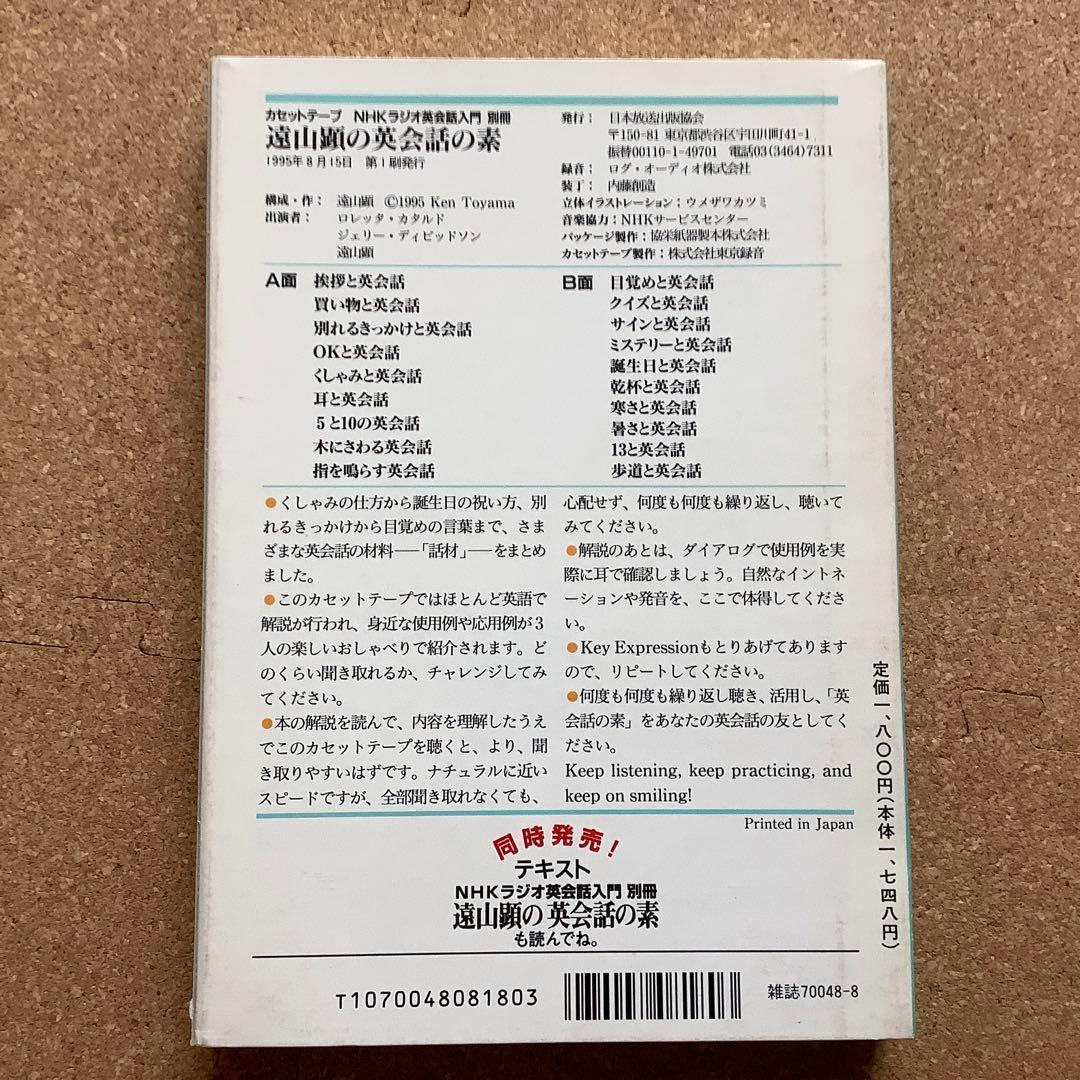 カセットテープ NHKラジオ英会話入門 別冊
遠山顕の英会話の素
1995年8月15日 第1刷発行
構成・作： 遠山顕 ©1995 Ken Toyama
出演者： ロレッタ・カタルド
ジェリー・ディビッドソン
遠山顕
発行： 日本放送出版協会
〒150-81 東京都渋谷区宇田川町41-1
振替00110-1-49701 電話03(3464)7311
録音： ログ・オーディオ株式会社
装丁： 内藤創造
立体イラストレーション：ウメザワカツミ
音楽協力：NHKサービスセンター
パッケージ製作：協栄紙器製本株式会社
カセットテープ製作：株式会社東京録音
A面 挨拶と英会話
買い物と英会話
別れるきっかけと英会話
OKと英会話
くしゃみと英会話
耳と英会話
5と10の英会話
木にさわる英会話
指を鳴らす英会話
B面 目覚めと英会話
クイズと英会話
サインと英会話
ミステリーと英会話
誕生日と英会話
乾杯と英会話
寒さと英会話
暑さと英会話
13と英会話
歩道と英会話
●くしゃみの仕方から誕生日の祝い方、別
れるきっかけから目覚めの言葉まで、さま
ざまな英会話の材料―「話材」―をまとめ
ました。
●このカセットテープではほとんど英語で
解説が行われ、身近な使用例や応用例が3
人の楽しいおしゃべりで紹介されます。ど
のくらい聞き取れるか、チャレンジしてみ
てください。
●本の解説を読んで、内容を理解したうえ
でこのカセットテープを聴くと、より、聞
き取りやすいはずです。ナチュラルに近い
スピードですが、全部聞き取れなくても、
心配せず、何度も何度も繰り返し、聴いて
みてください。
●解説のあとは、ダイアログで使用例を実
際に耳で確認しましょう。自然なイントネ
ーションや発音を、ここで体得してくださ
い。
●Key Expressionもとりあげてあります
ので、リピートしてください。
●何度も何度も繰り返し聴き、活用し、「英
会話の素」をあなたの英会話の友としてく
ださい。
Keep listening, keep practicing, and
keep on smiling!
Printed in Japan
定価一、八〇〇円（本体一、七四八円）
同時発売！
テキスト
NHKラジオ英会話入門 別冊
遠山顕の英会話の素
も読んでね。
T1070048081803
雑誌70048-8